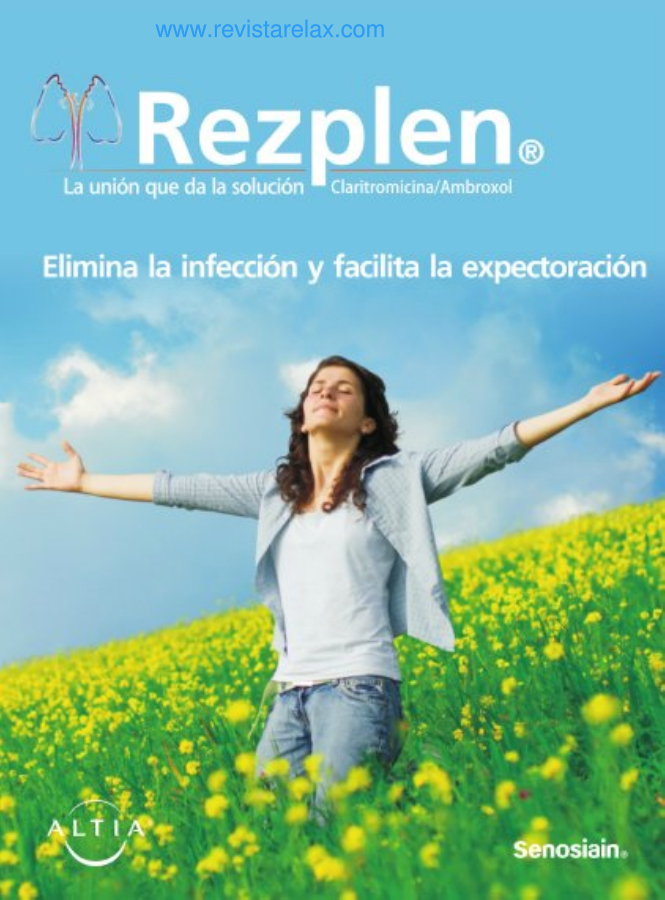 www.revistarelax.com
Rezplen®
La unión que da la solución Claritromicina/Ambroxol
Elimina la infección y facilita la expectoración
ALTIA
Senosiain®